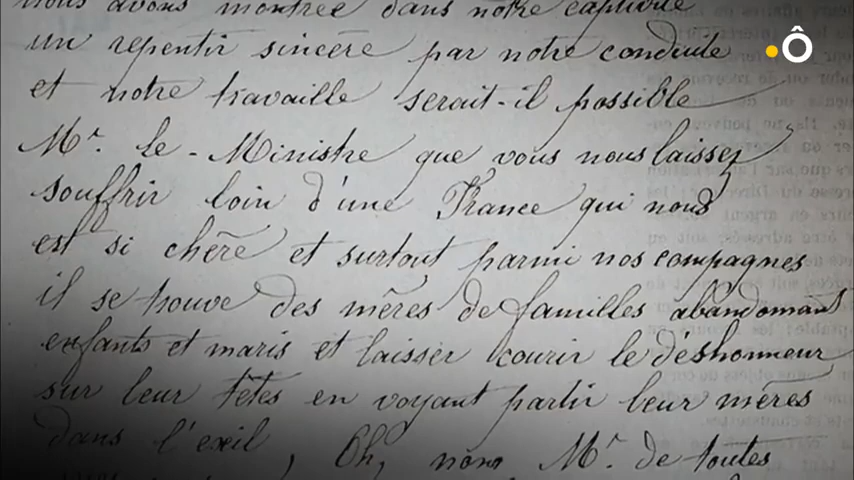 nous avons montrée dans notre captivité
un repentir sincère par notre conduite
et notre travaille serait-il possible
Mr. le-Ministre que vous nous laissez
souffrir loin d'une France qui nous
est si chère et surtout parmi nos compagnes
il se trouve des mères de familles abandonnant
enfants et maris et laisser courir le déshonneur
sur leur têtes en voyant partir leur mères
dans l'exil, Oh, non Mr. de toutes
ô